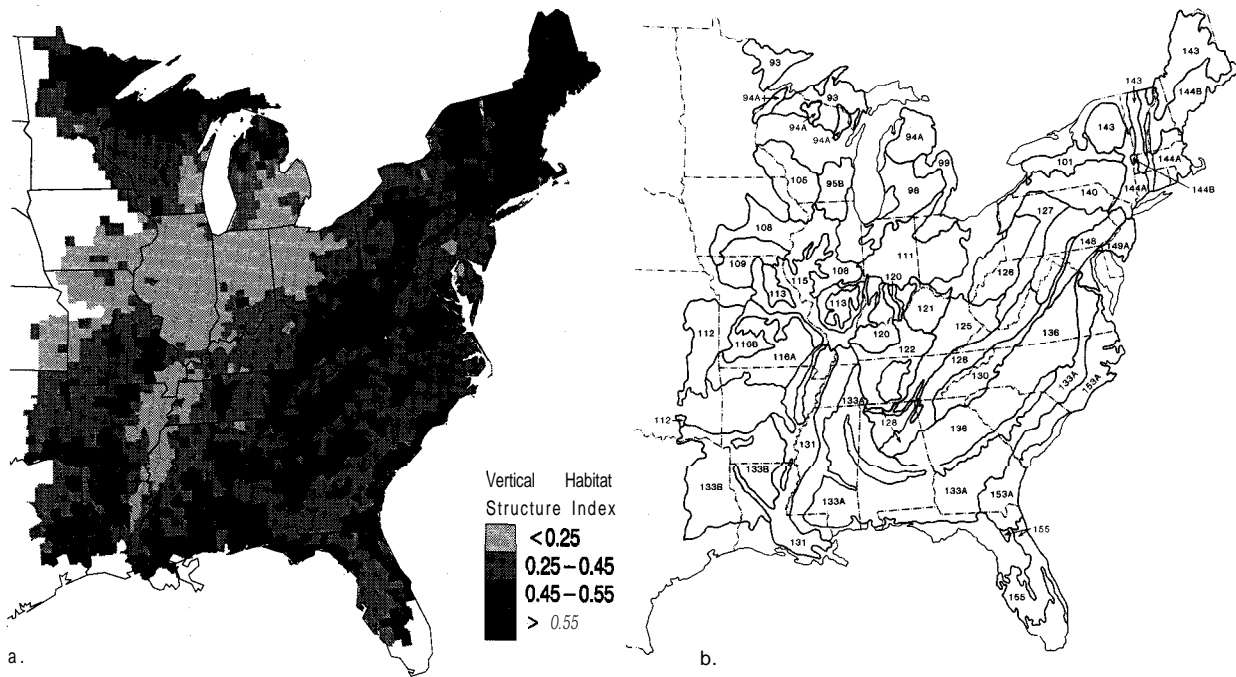 Vertical Habitat
Structure Index
<0.25
0.25–0.45
0.45–0.55
> 0.55
a.
93
143
143
94A
93
144B
94A
94A
143
94A
99
101
144A
105
95B
98
140
144A
144B
127
108
148
149A
111
126
109
115
108
120
113
113
121
125
136
112
110B
120
122
116A
128
130
133A
153A
133A
112
128
136
131
133B
133B
133A
133A
153A
155
131
155
b.